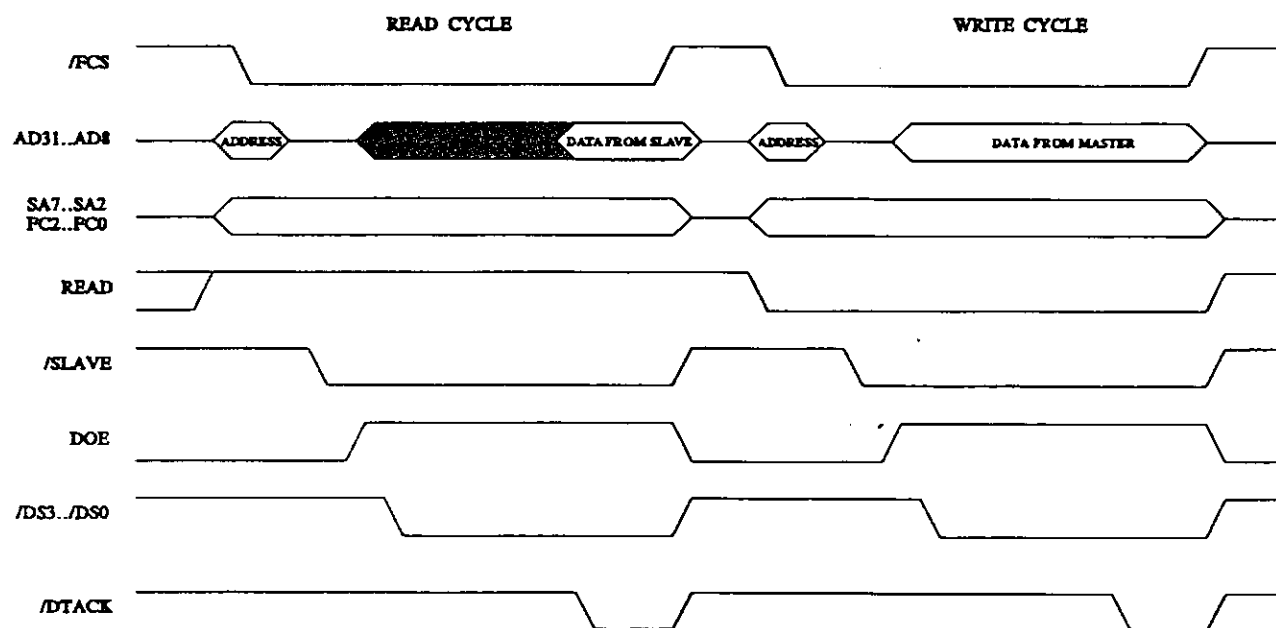 READ CYCLE WRITE CYCLE
/FCS
AD31..AD8 ADDRESS DATA FROM SLAVE ADDRESS DATA FROM MASTER
SA7..SA2
FC2..FC0
READ
/SLAVE
DOE
/DS3../DS0
/DTACK